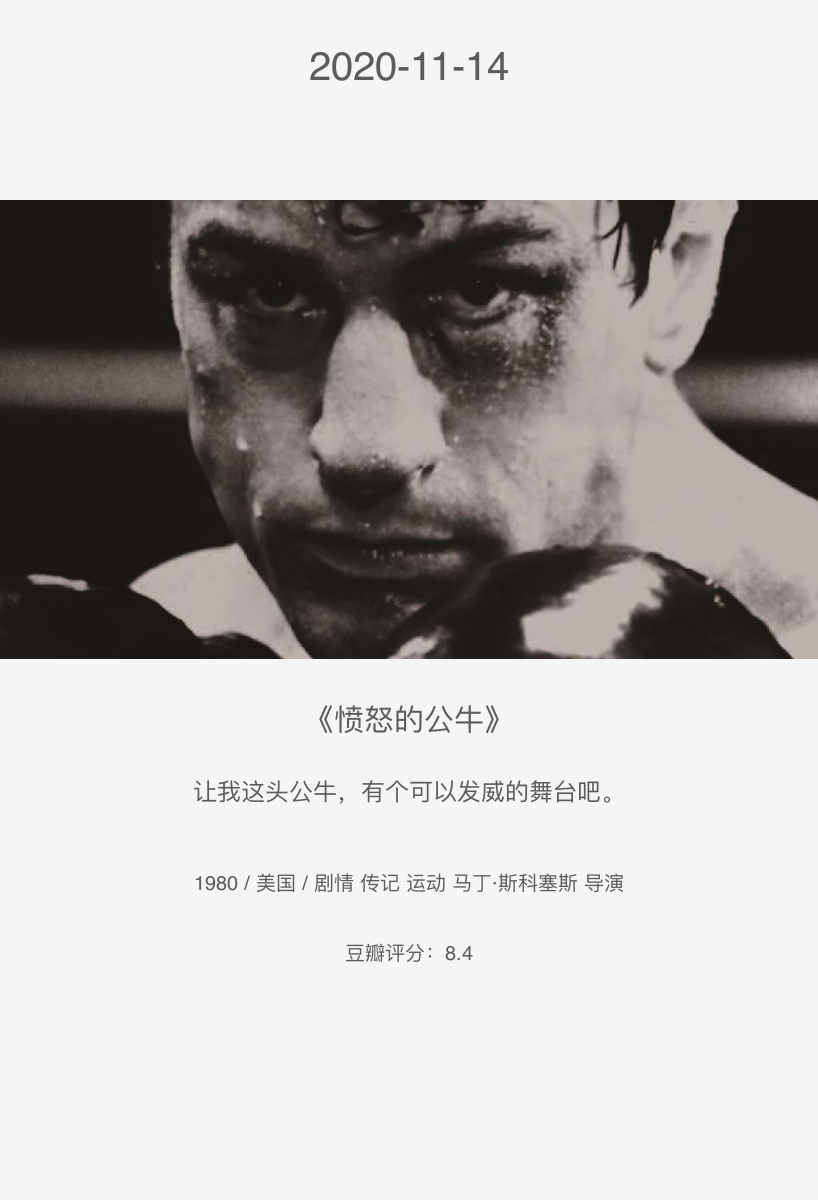 2020-11-14
《愤怒的公牛》
让我这头公牛，有个可以发威的舞台吧。
1980 / 美国 / 剧情 传记 运动 马丁·斯科塞斯 导演
豆瓣评分：8.4